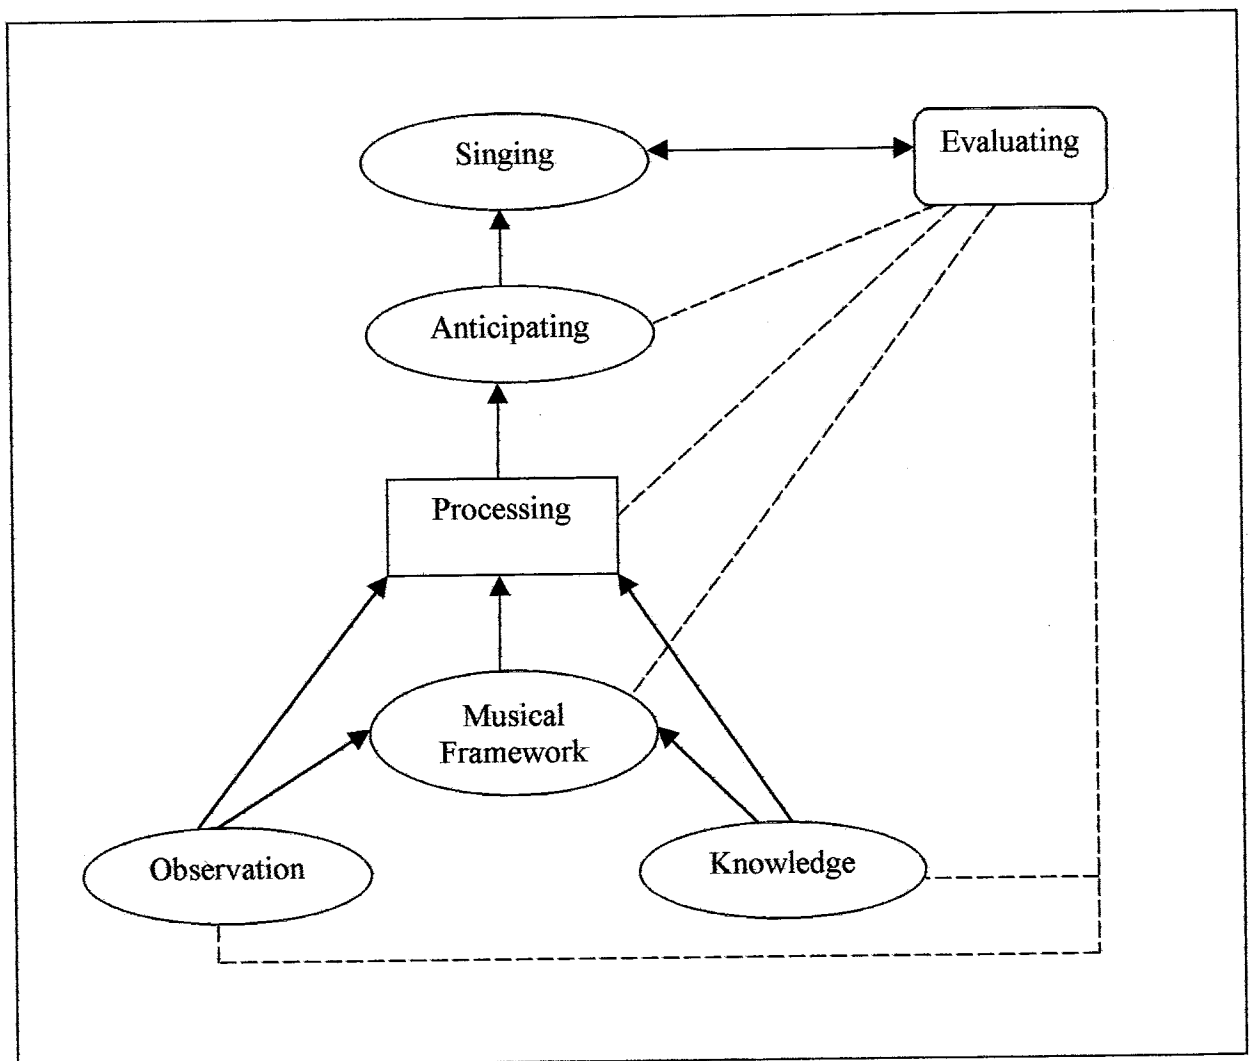 Singing
Evaluating
Anticipating
Processing
Musical
Framework
Observation
Knowledge